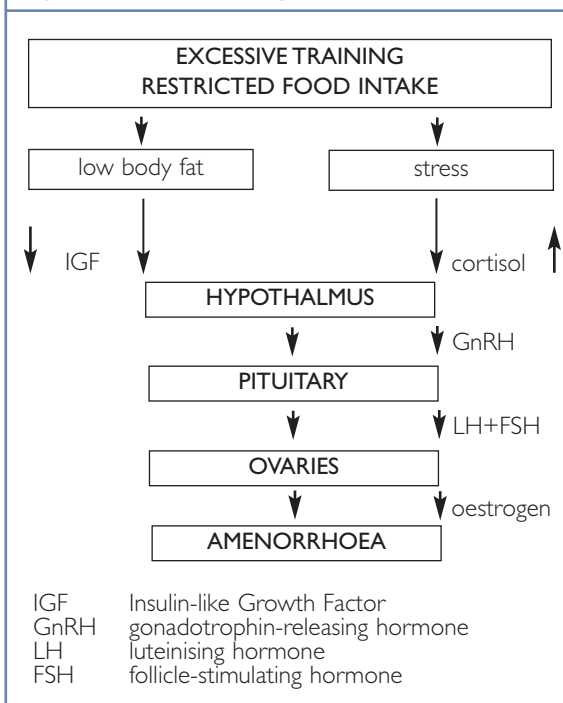 EXCESSIVE TRAINING
RESTRICTED FOOD INTAKE
low body fat
stress
IGF
cortisol
HYPOTHALMUS
GnRH
PITUITARY
LH+FSH
OVARIES
oestrogen
AMENORRHOEA
IGF Insulin-like Growth Factor
GnRH gonadotrophin-releasing hormone
LH luteinising hormone
FSH follicle-stimulating hormone